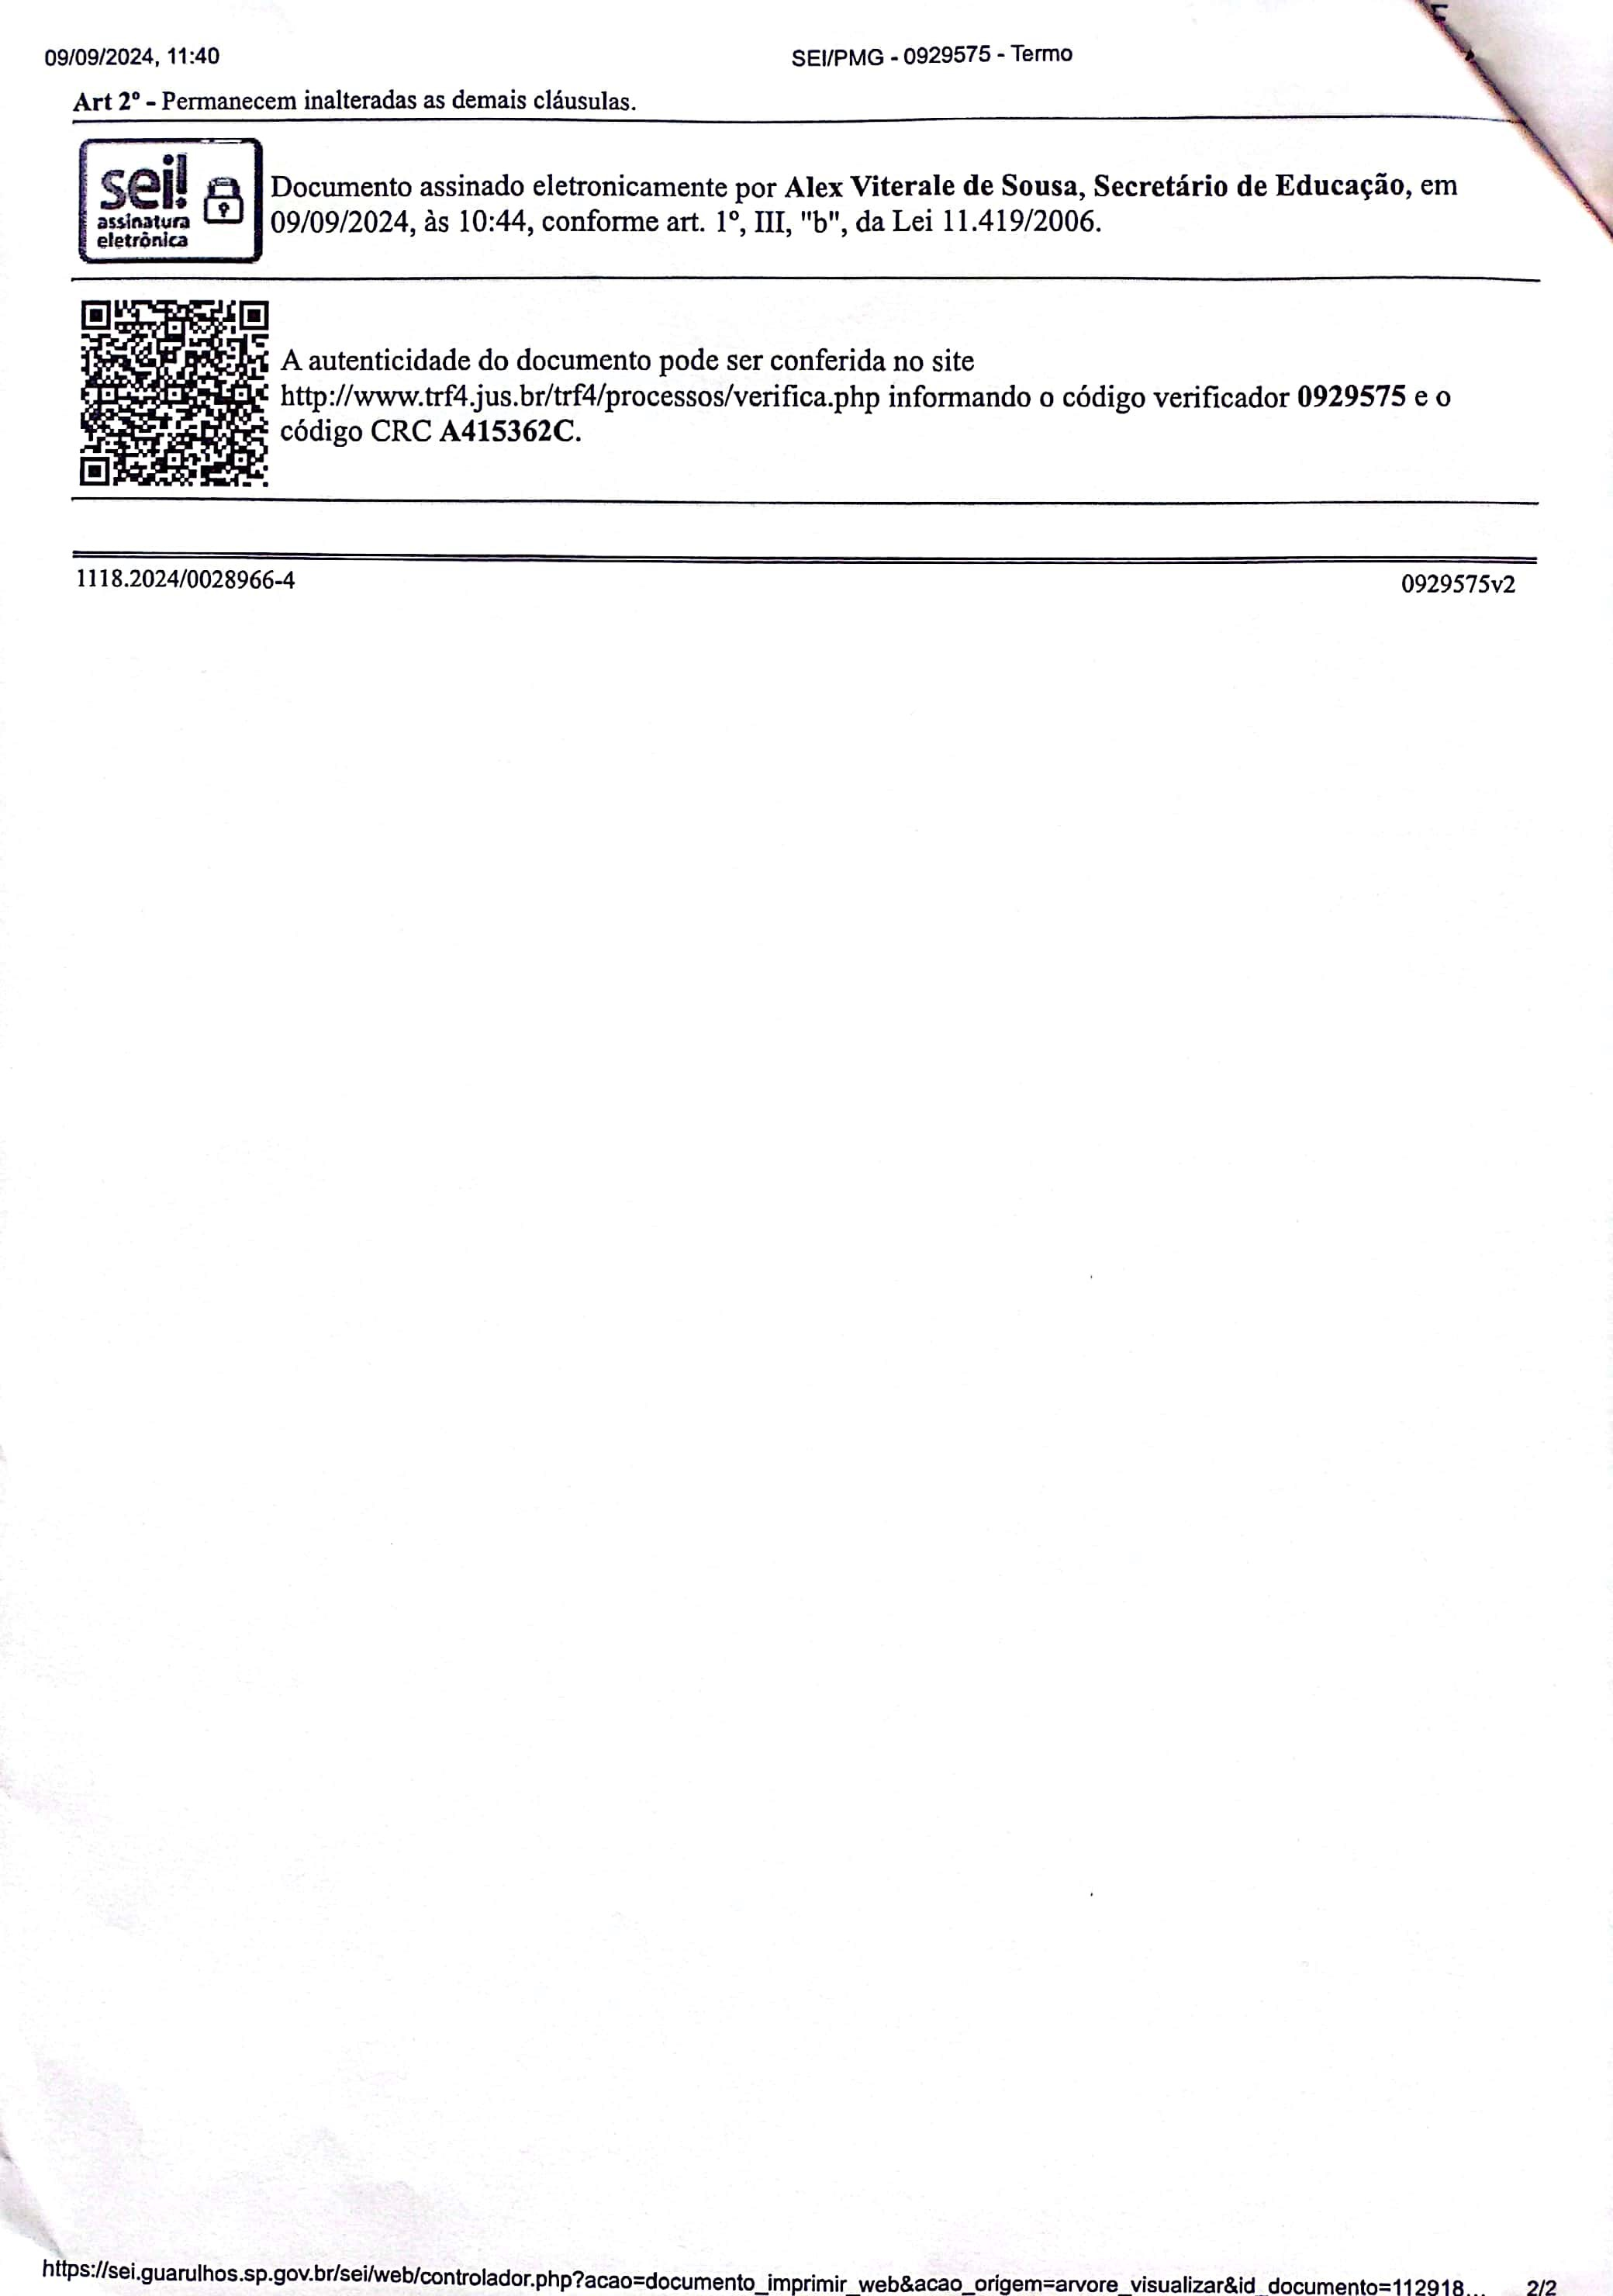 09/09/2024, 11:40
SEI/PMG - 0929575 - Termo
Art 2º - Permanecem inalteradas as demais cláusulas.
sei!
assinatura
eletrônica
Documento assinado eletronicamente por Alex Viterale de Sousa, Secretário de Educação, em
09/09/2024, às 10:44, conforme art. 1º, III, "b", da Lei 11.419/2006.
A autenticidade do documento pode ser conferida no site
http://www.trf4.jus.br/trf4/processos/verifica.php informando o código verificador 0929575 e o
código CRC A415362C.
1118.2024/0028966-4
0929575v2
https://sei.guarulhos.sp.gov.br/sei/web/controlador.php?acao=documento_imprimir_web&acao_origem=arvore_visualizar&id_documento=112918...
2/2